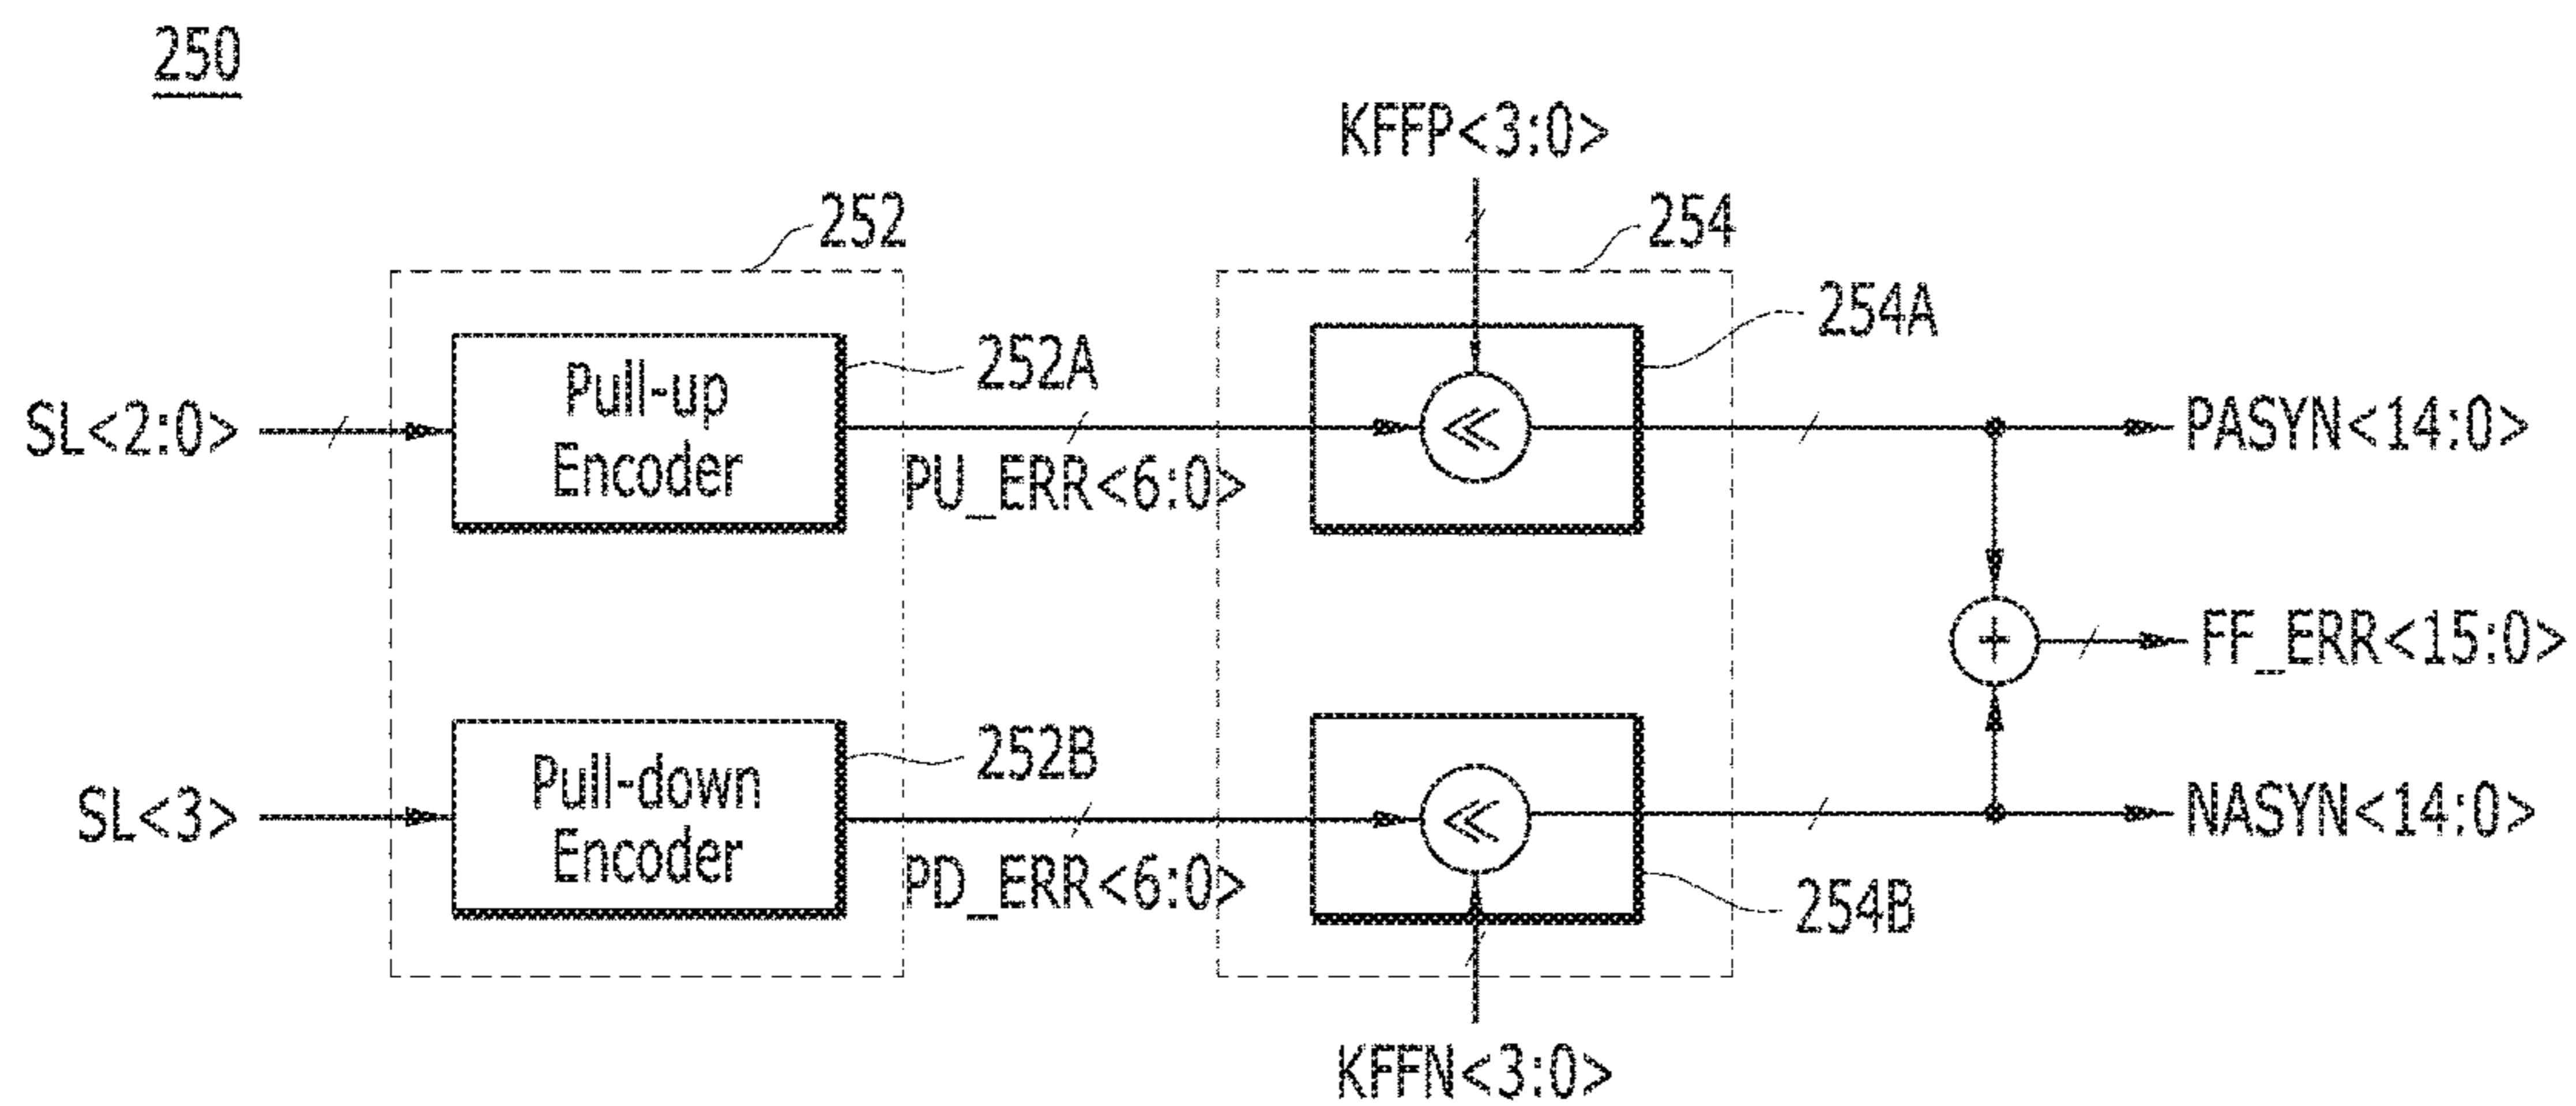 250
KFFP<3:0>
252
254
254A
Pull-up
Encoder
252A
SL<2:0>
PU_ERR<6:0>
≪
PASYN<14:0>
+
FF_ERR<15:0>
252B
Pull-down
Encoder
SL<3>
PD_ERR<6:0>
≪
NASYN<14:0>
254B
KFFN<3:0>